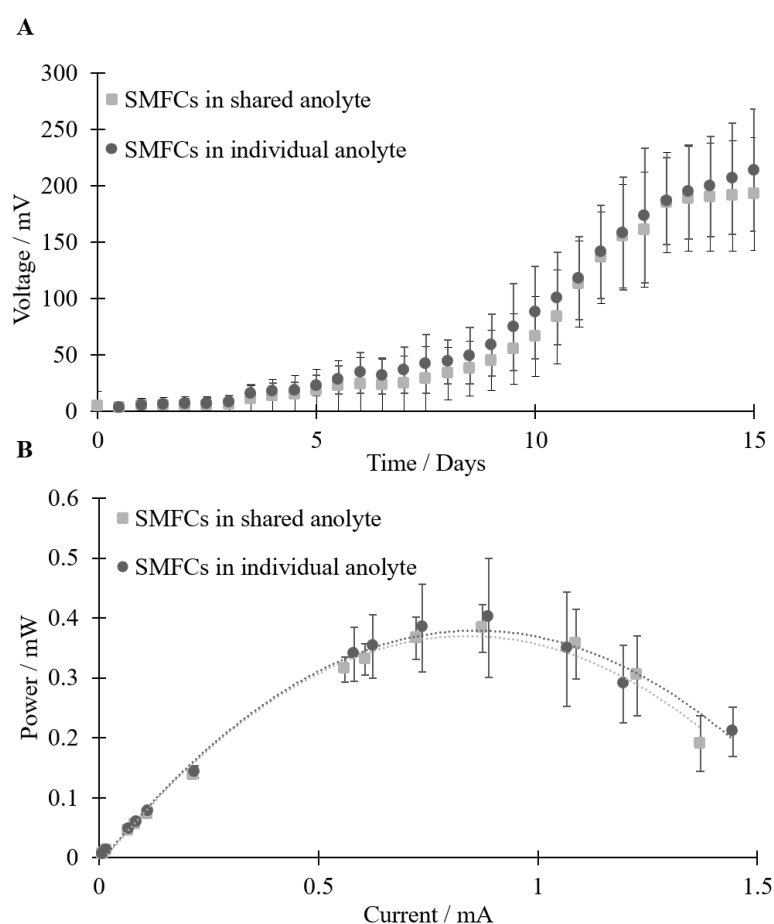 A
300
SMFCs in shared anolyte
250
SMFCs in individual anolyte
200
Voltage / mV
150
100
50
0
0 5 10 15
Time / Days
B
0.6
SMFCs in shared anolyte
0.5
SMFCs in individual anolyte
0.4
Power / mW
0.3
0.2
0.1
0
0 0.5 1 1.5
Current / mA